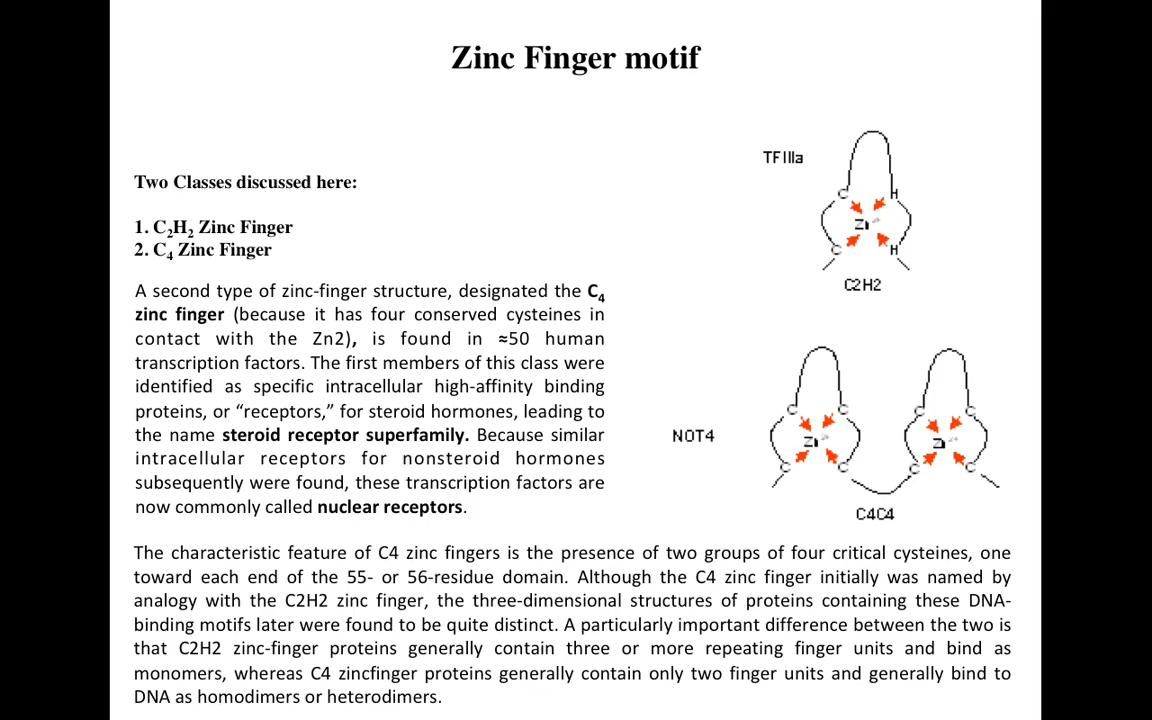 Zinc Finger motif
Two Classes discussed here:
1. C₂H₂ Zinc Finger
2. C₄ Zinc Finger
A second type of zinc-finger structure, designated the C₄
zinc finger (because it has four conserved cysteines in
contact with the Zn2), is found in ≈50 human
transcription factors. The first members of this class were
identified as specific intracellular high-affinity binding
proteins, or “receptors,” for steroid hormones, leading to
the name steroid receptor superfamily. Because similar
intracellular receptors for nonsteroid hormones
subsequently were found, these transcription factors are
now commonly called nuclear receptors.
TFIIIa
C H
Zn
C H
C2H2
NOT4
C C C C
Zn Zn
C C C C
C4C4
The characteristic feature of C4 zinc fingers is the presence of two groups of four critical cysteines, one
toward each end of the 55- or 56-residue domain. Although the C4 zinc finger initially was named by
analogy with the C2H2 zinc finger, the three-dimensional structures of proteins containing these DNA-
binding motifs later were found to be quite distinct. A particularly important difference between the two is
that C2H2 zinc-finger proteins generally contain three or more repeating finger units and bind as
monomers, whereas C4 zincfinger proteins generally contain only two finger units and generally bind to
DNA as homodimers or heterodimers.